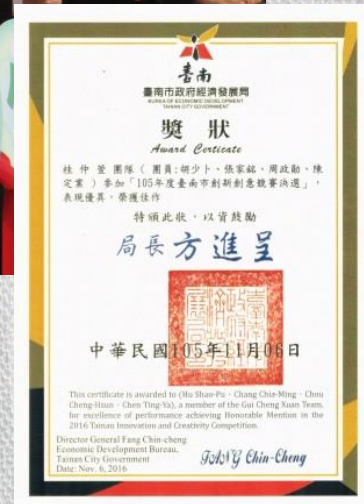 臺南
臺南市政府經濟發展局
BUREAU OF ECONOMIC DEVELOPMENT
TAINAN CITY GOVERNMENT
獎 狀
Award Certicate
桂仲萱團隊(團員:胡少卜、張家銘、周政勛、陳
定業)參加「105年度臺南市創新創意競賽決選」,
表現優異,榮獲佳作
特頒此狀,以資鼓勵
局長 方進呈
中華民國105年11月06日
This certificate is awarded to (Hu Shao-Pu、Chang Chia-Ming、Chou
Cheng-Hsun、Chen Ting-Ya), a member of the Gui Cheng Xuan Team,
for excellence of performance achieving Honorable Mention in the
2016 Tainan Innovation and Creativity Competition.
Director General Fang Chin-cheng
Economic Development Bureau,
Tainan City Government
Date: Nov. 6, 2016
FANG Chin-Cheng